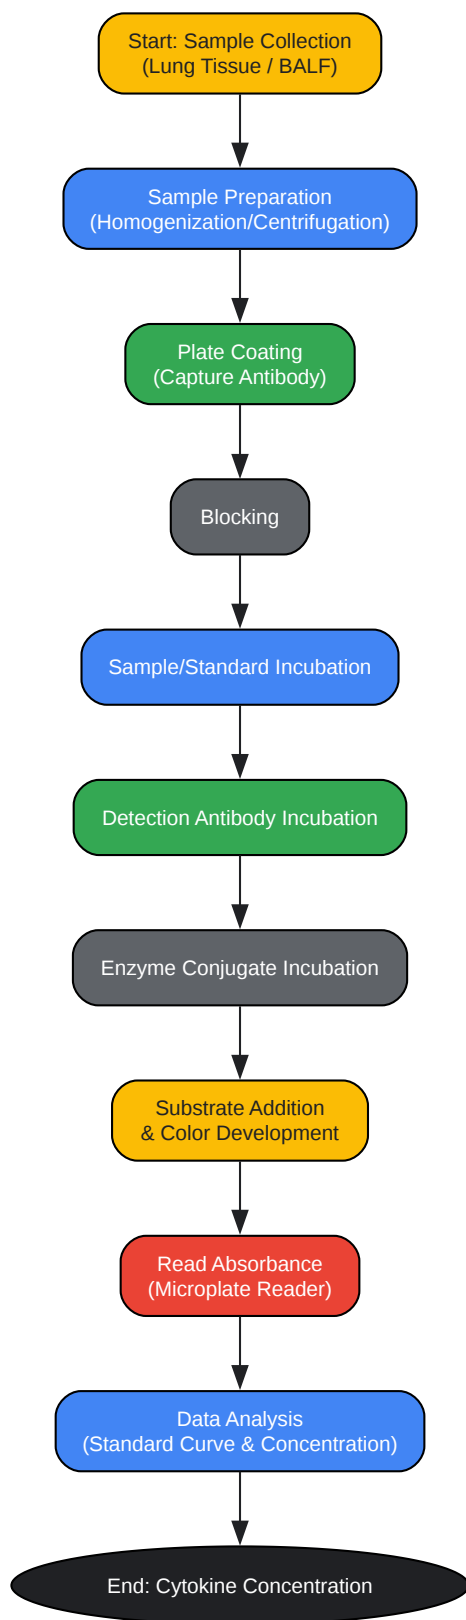 Start: Sample Collection
(Lung Tissue / BALF)
Sample Preparation
(Homogenization/Centrifugation)
Plate Coating
(Capture Antibody)
Blocking
Sample/Standard Incubation
Detection Antibody Incubation
Enzyme Conjugate Incubation
Substrate Addition
& Color Development
Read Absorbance
(Microplate Reader)
Data Analysis
(Standard Curve & Concentration)
End: Cytokine Concentration